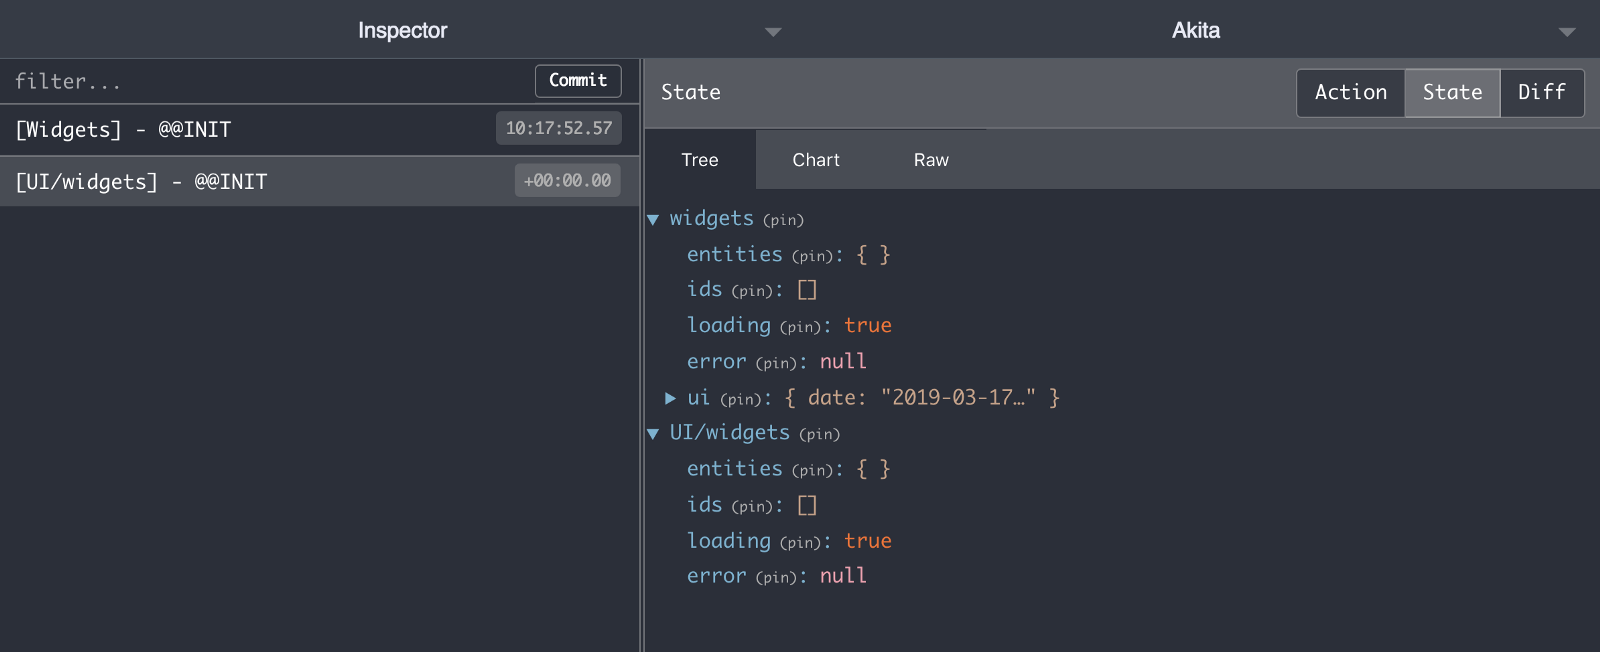 Inspector
Akita
filter...
Commit
[Widgets] - @@INIT
10:17:52.57
[UI/widgets] - @@INIT
+00:00.00
State
Action
State
Diff
Tree
Chart
Raw
widgets (pin)
entities (pin): { }
ids (pin): []
loading (pin): true
error (pin): null
ui (pin): { date: "2019-03-17…" }
UI/widgets (pin)
entities (pin): { }
ids (pin): []
loading (pin): true
error (pin): null